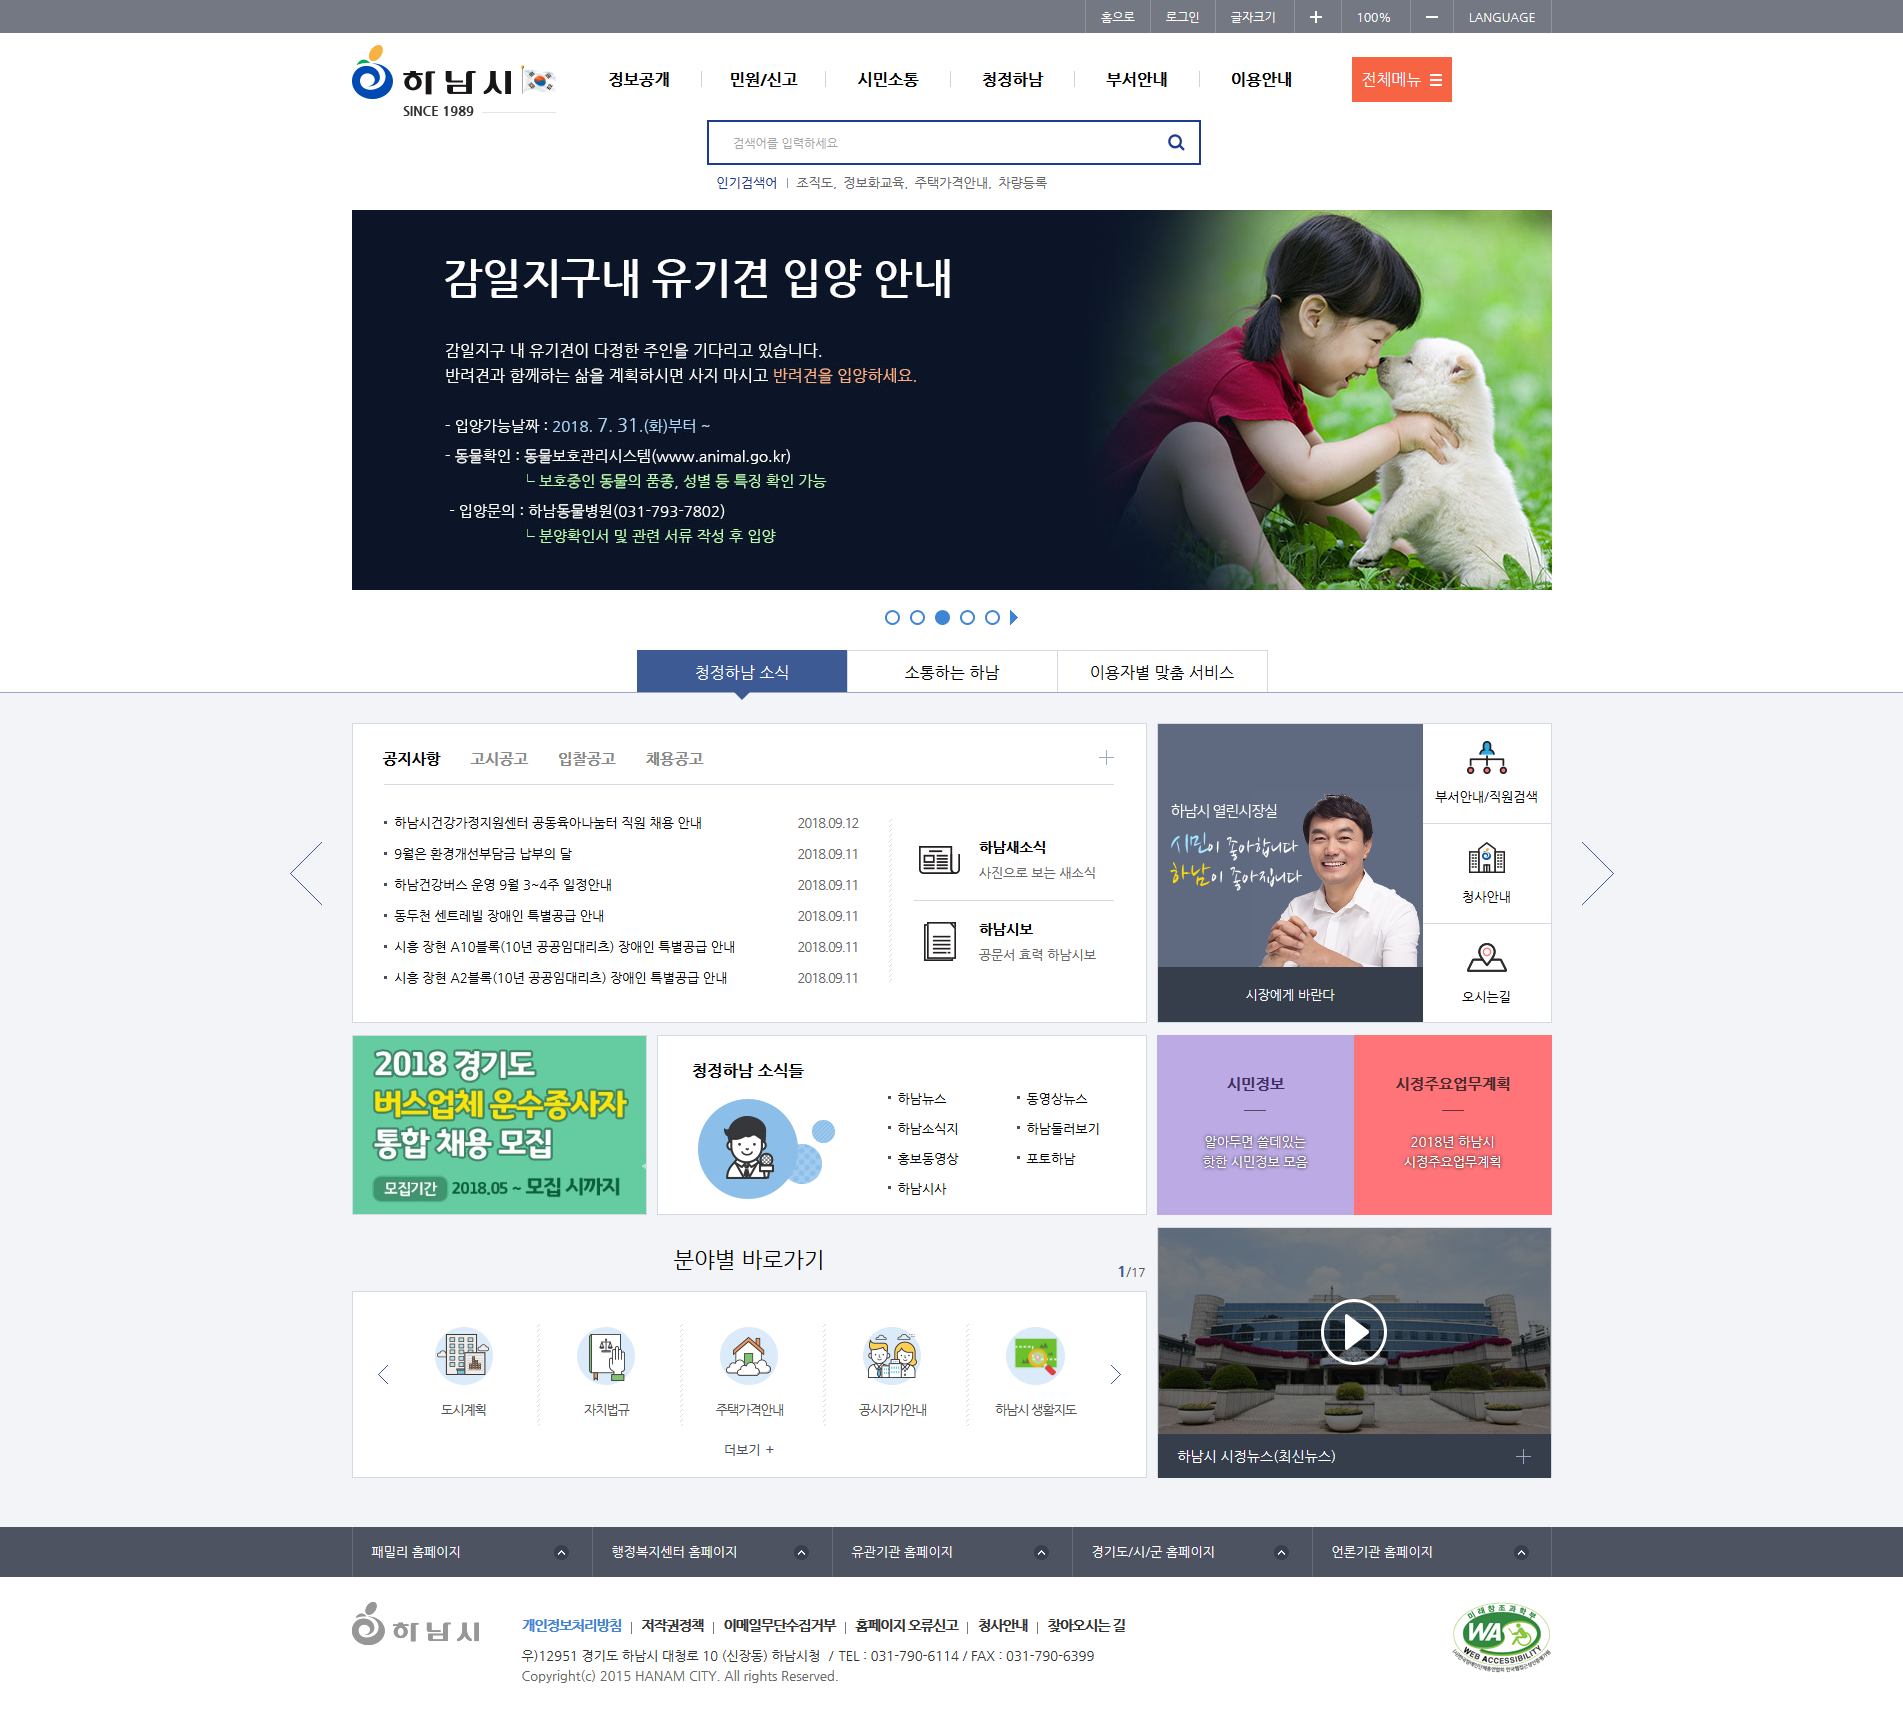 홈으로
로그인
글자크기
100%
LANGUAGE
하남시
SINCE 1989
정보공개
민원/신고
시민소통
청정하남
부서안내
이용안내
전체메뉴
검색어를 입력하세요
인기검색어
조직도, 정보화교육, 주택가격안내, 차량등록
감일지구내 유기견 입양 안내
감일지구 내 유기견이 다정한 주인을 기다리고 있습니다.
반려견과 함께하는 삶을 계획하시면 사지 마시고 반려견을 입양하세요.
- 입양가능날짜 : 2018. 7. 31.(화)부터 ~
- 동물확인 : 동물보호관리시스템(www.animal.go.kr)
└ 보호중인 동물의 품종, 성별 등 특징 확인 가능
- 입양문의 : 하남동물병원(031-793-7802)
└ 분양확인서 및 관련 서류 작성 후 입양
청정하남 소식
소통하는 하남
이용자별 맞춤 서비스
공지사항
고시공고
입찰공고
채용공고
하남시건강가정지원센터 공동육아나눔터 직원 채용 안내 2018.09.12
9월은 환경개선부담금 납부의 달 2018.09.11
하남건강버스 운영 9월 3~4주 일정안내 2018.09.11
동두천 센트레빌 장애인 특별공급 안내 2018.09.11
시흥 장현 A10블록(10년 공공임대리츠) 장애인 특별공급 안내 2018.09.11
시흥 장현 A2블록(10년 공공임대리츠) 장애인 특별공급 안내 2018.09.11
하남새소식
사진으로 보는 새소식
하남시보
공문서 효력 하남시보
하남시 열린시장실
시민이 좋아합니다
하남이 좋아집니다
시장에게 바란다
부서안내/직원검색
청사안내
오시는길
2018 경기도
버스업체 운수종사자
통합 채용 모집
모집기간 2018.05 ~ 모집 시까지
청정하남 소식들
하남뉴스
동영상뉴스
하남소식지
하남둘러보기
홍보동영상
포토하남
하남시사
시민정보
알아두면 쓸데있는
핫한 시민정보 모음
시정주요업무계획
2018년 하남시
시정주요업무계획
분야별 바로가기
1/17
도시계획
자치법규
주택가격안내
공시지가안내
하남시 생활지도
더보기 +
하남시 시정뉴스(최신뉴스)
패밀리 홈페이지
행정복지센터 홈페이지
유관기관 홈페이지
경기도/시/군 홈페이지
언론기관 홈페이지
하남시
개인정보처리방침
저작권정책
이메일무단수집거부
홈페이지 오류신고
청사안내
찾아오시는 길
우)12951 경기도 하남시 대청로 10 (신장동) 하남시청 / TEL : 031-790-6114 / FAX : 031-790-6399
Copyright(c) 2015 HANAM CITY. All rights Reserved.
미래창조과학부
WA
WEB ACCESSIBILITY